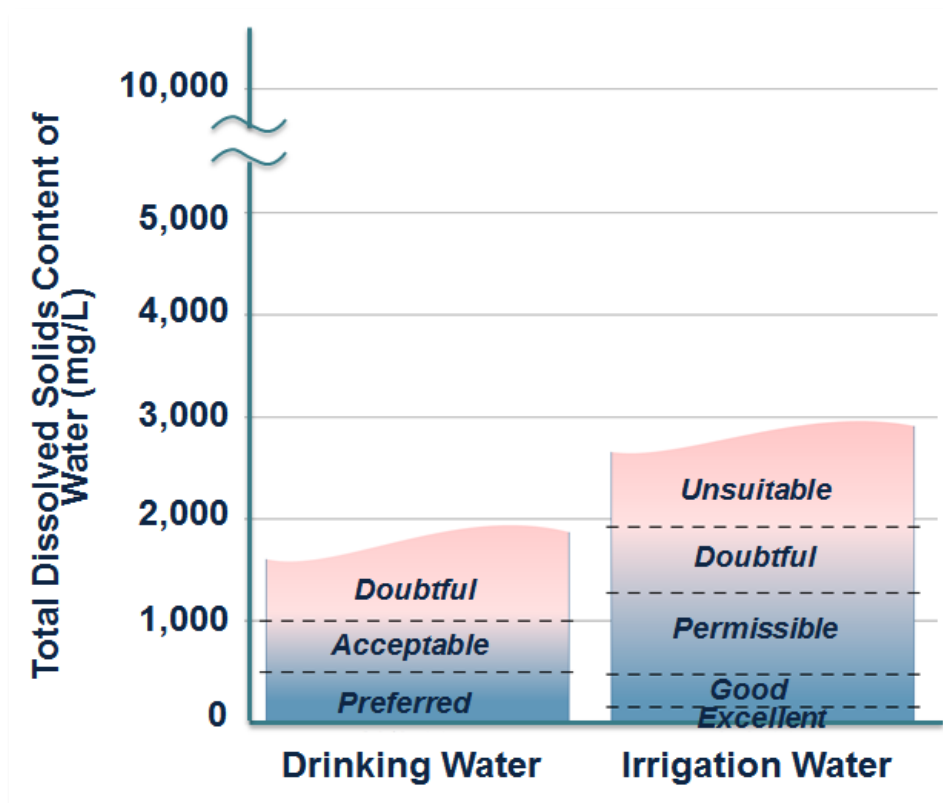 Total Dissolved Solids Content of
Water (mg/L)
10,000
5,000
4,000
3,000
2,000
1,000
0
Doubtful
Acceptable
Preferred
Unsuitable
Doubtful
Permissible
Good
Excellent
Drinking Water
Irrigation Water